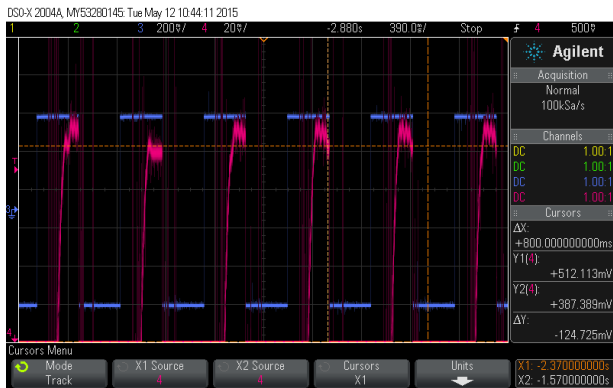 DSO-X 2004A, MY53280145: Tue May 12 10:44:11 2015
1 2 3 200▿/ 4 20▿/ -2.880s 390.0▿/ Stop 4 500▿
Agilent
Acquisition
Normal
100kSa/s
Channels
DC 1.00:1
DC 1.00:1
DC 1.00:1
DC 1.00:1
Cursors
ΔX:
+800.000000000ms
Y1(4):
+512.113mV
Y2(4):
+387.389mV
ΔY:
-124.725mV
T
3
4
Cursors Menu
Mode
Track
X1 Source
4
X2 Source
4
Cursors
X1
Units
X1: -2.370000000s
X2: -1.570000000s